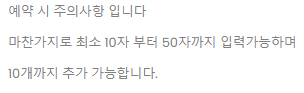 예약 시 주의사항 입니다
마찬가지로 최소 10자 부터 50자까지 입력가능하며
10개까지 추가 가능합니다.